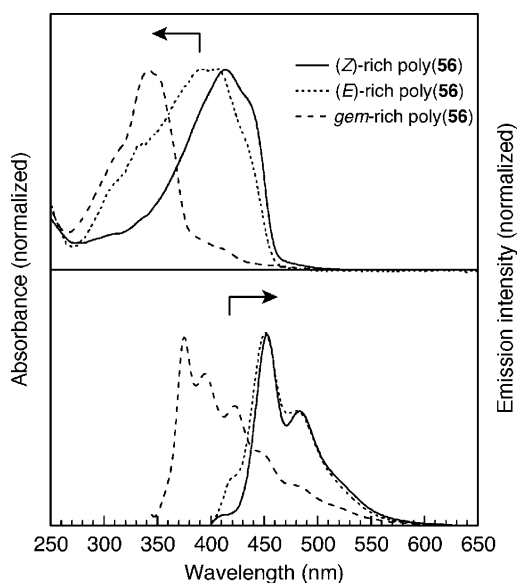 (Z)-rich poly(56)
(E)-rich poly(56)
gem-rich poly(56)
Absorbance (normalized)
Emission intensity (normalized)
250 300 350 400 450 500 550 600 650
Wavelength (nm)